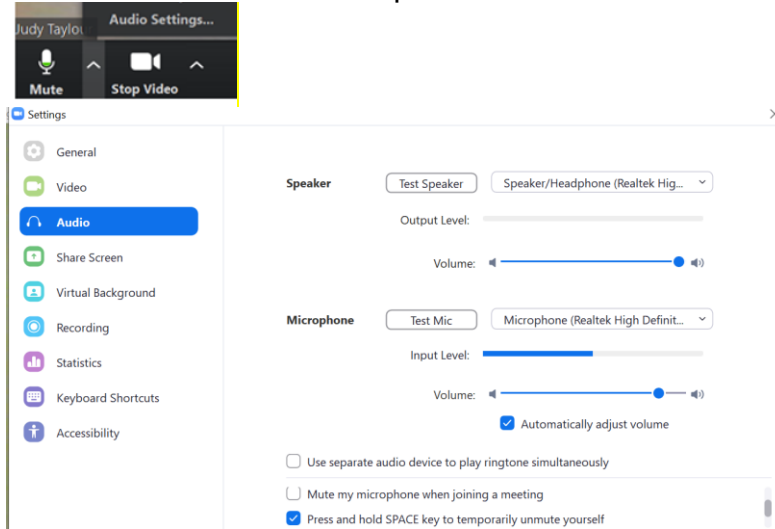 Audio Settings...
Judy Taylou
Mute
Stop Video
Settings
General
Video
Audio
Share Screen
Virtual Background
Recording
Statistics
Keyboard Shortcuts
Accessibility
Speaker
Test Speaker
Speaker/Headphone (Realtek Hig...
Output Level:
Volume:
Microphone
Test Mic
Microphone (Realtek High Definit...
Input Level:
Volume:
Automatically adjust volume
Use separate audio device to play ringtone simultaneously
Mute my microphone when joining a meeting
Press and hold SPACE key to temporarily unmute yourself